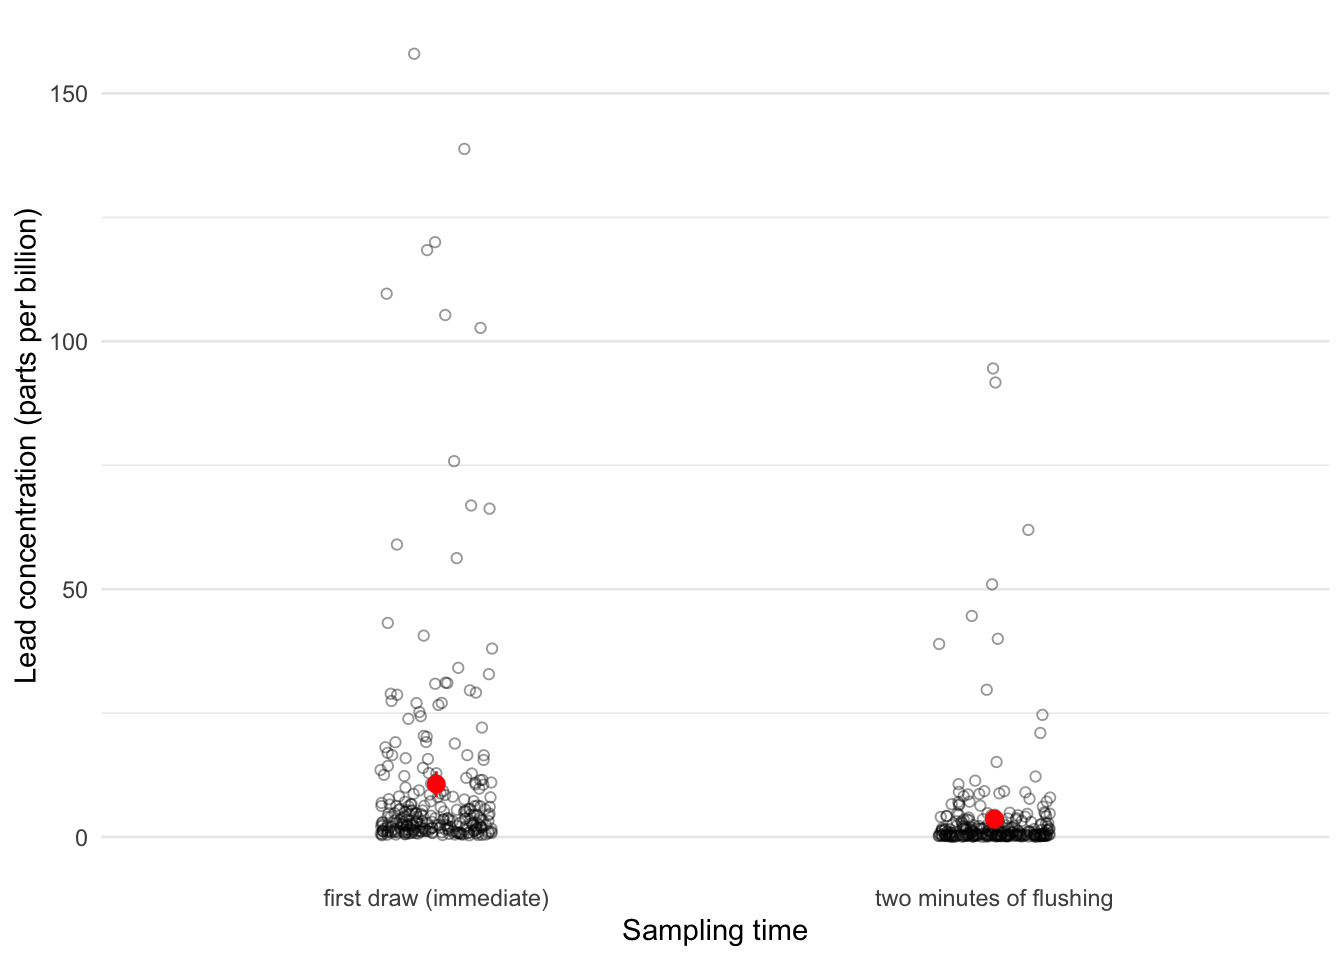 150
100
50
0
Lead concentration (parts per billion)
first draw (immediate)
two minutes of flushing
Sampling time